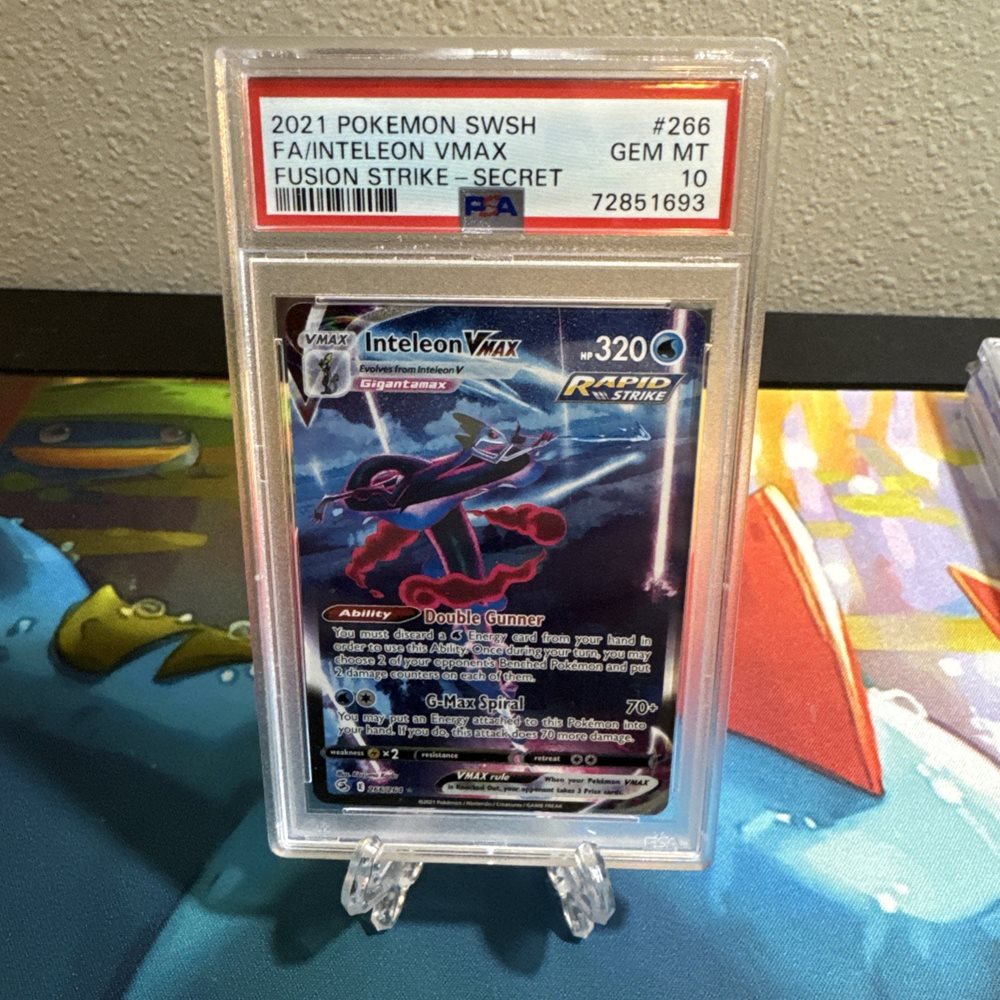 2021 POKEMON SWSH #266
FA/INTELEON VMAX GEM MT
FUSION STRIKE - SECRET 10
PSA 72851693
VMAX Inteleon VMAX HP 320
Evolves from Inteleon V
Gigantamax
RAPID
STRIKE
Ability Double Gunner
You must discard a Energy card from your hand in
order to use this Ability. Once during your turn, you may
choose 2 of your opponent's Benched Pokémon and put
2 damage counters on each of them.
G-Max Spiral 70+
You may put an Energy attached to this Pokémon into
your hand. If you do, this attack does 70 more damage.
weakness ×2 resistance retreat
VMAX rule When your Pokémon VMAX
is Knocked Out, your opponent takes 3 Prize cards.
Illus.
266/264
©2021 Pokémon / Nintendo / Creatures / GAME FREAK
PSA